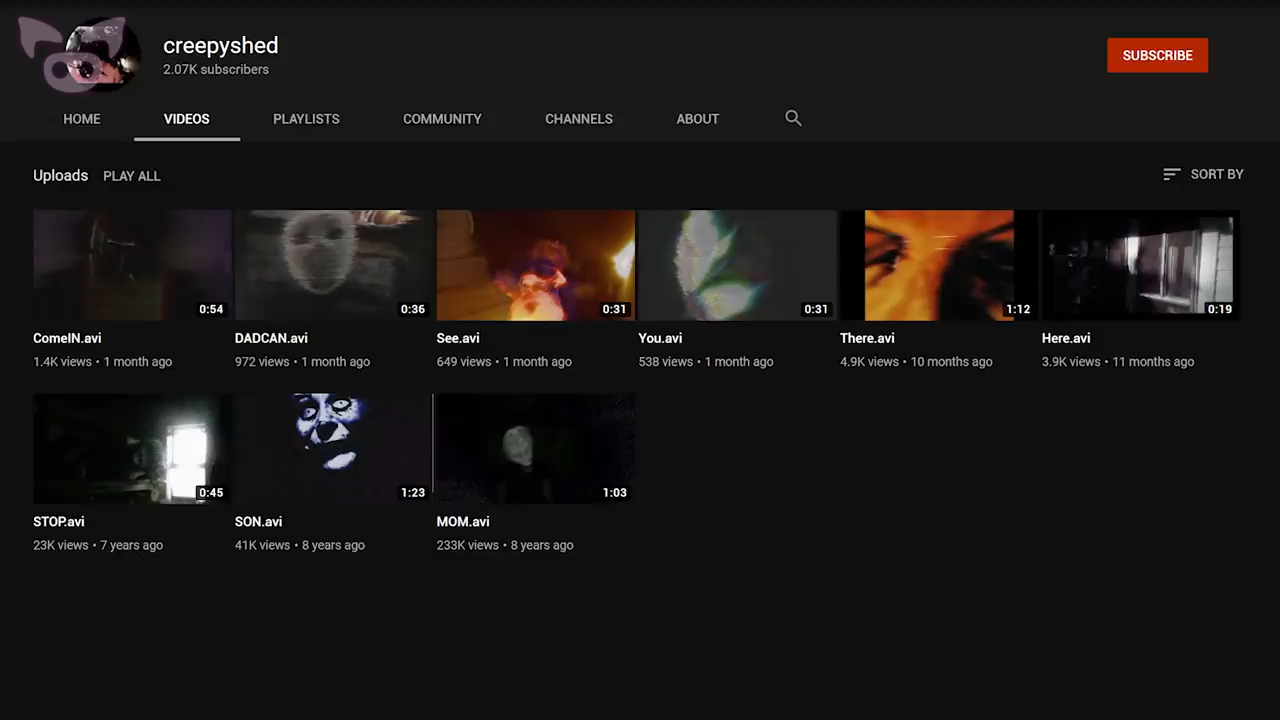 creepyshed
2.07K subscribers
SUBSCRIBE
HOME VIDEOS PLAYLISTS COMMUNITY CHANNELS ABOUT
Uploads PLAY ALL SORT BY
0:54 0:36 0:31 0:31 1:12 0:19
ComeIN.avi DADCAN.avi See.avi You.avi There.avi Here.avi
1.4K views • 1 month ago 972 views • 1 month ago 649 views • 1 month ago 538 views • 1 month ago 4.9K views • 10 months ago 3.9K views • 11 months ago
0:45 1:23 1:03
STOP.avi SON.avi MOM.avi
23K views • 7 years ago 41K views • 8 years ago 233K views • 8 years ago